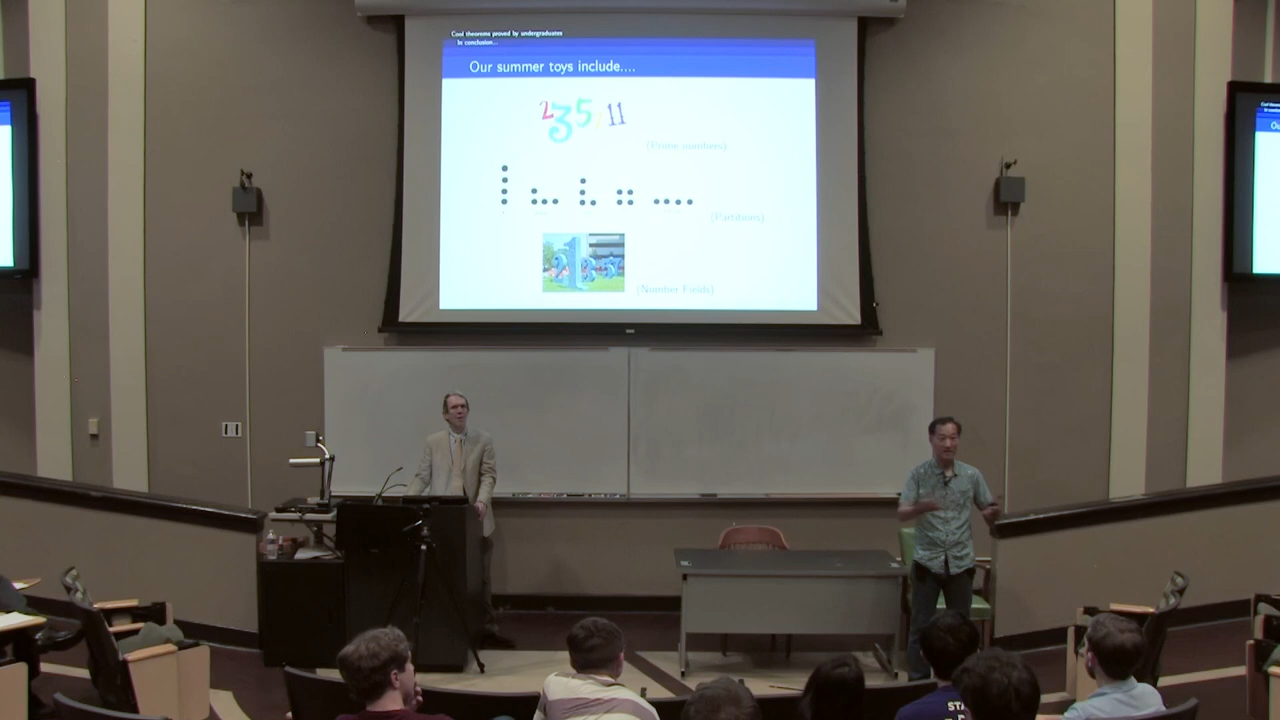 Cool theorems proved by undergraduates
In conclusion...
Our summer toys include....
2 3 5 7 11
(Prime numbers)
(Partitions)
(Number Fields)
STA